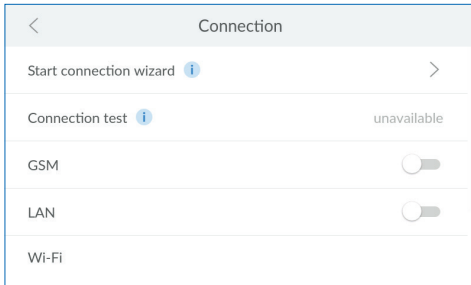 Connection
Start connection wizard i
Connection test i unavailable
GSM
LAN
Wi-Fi